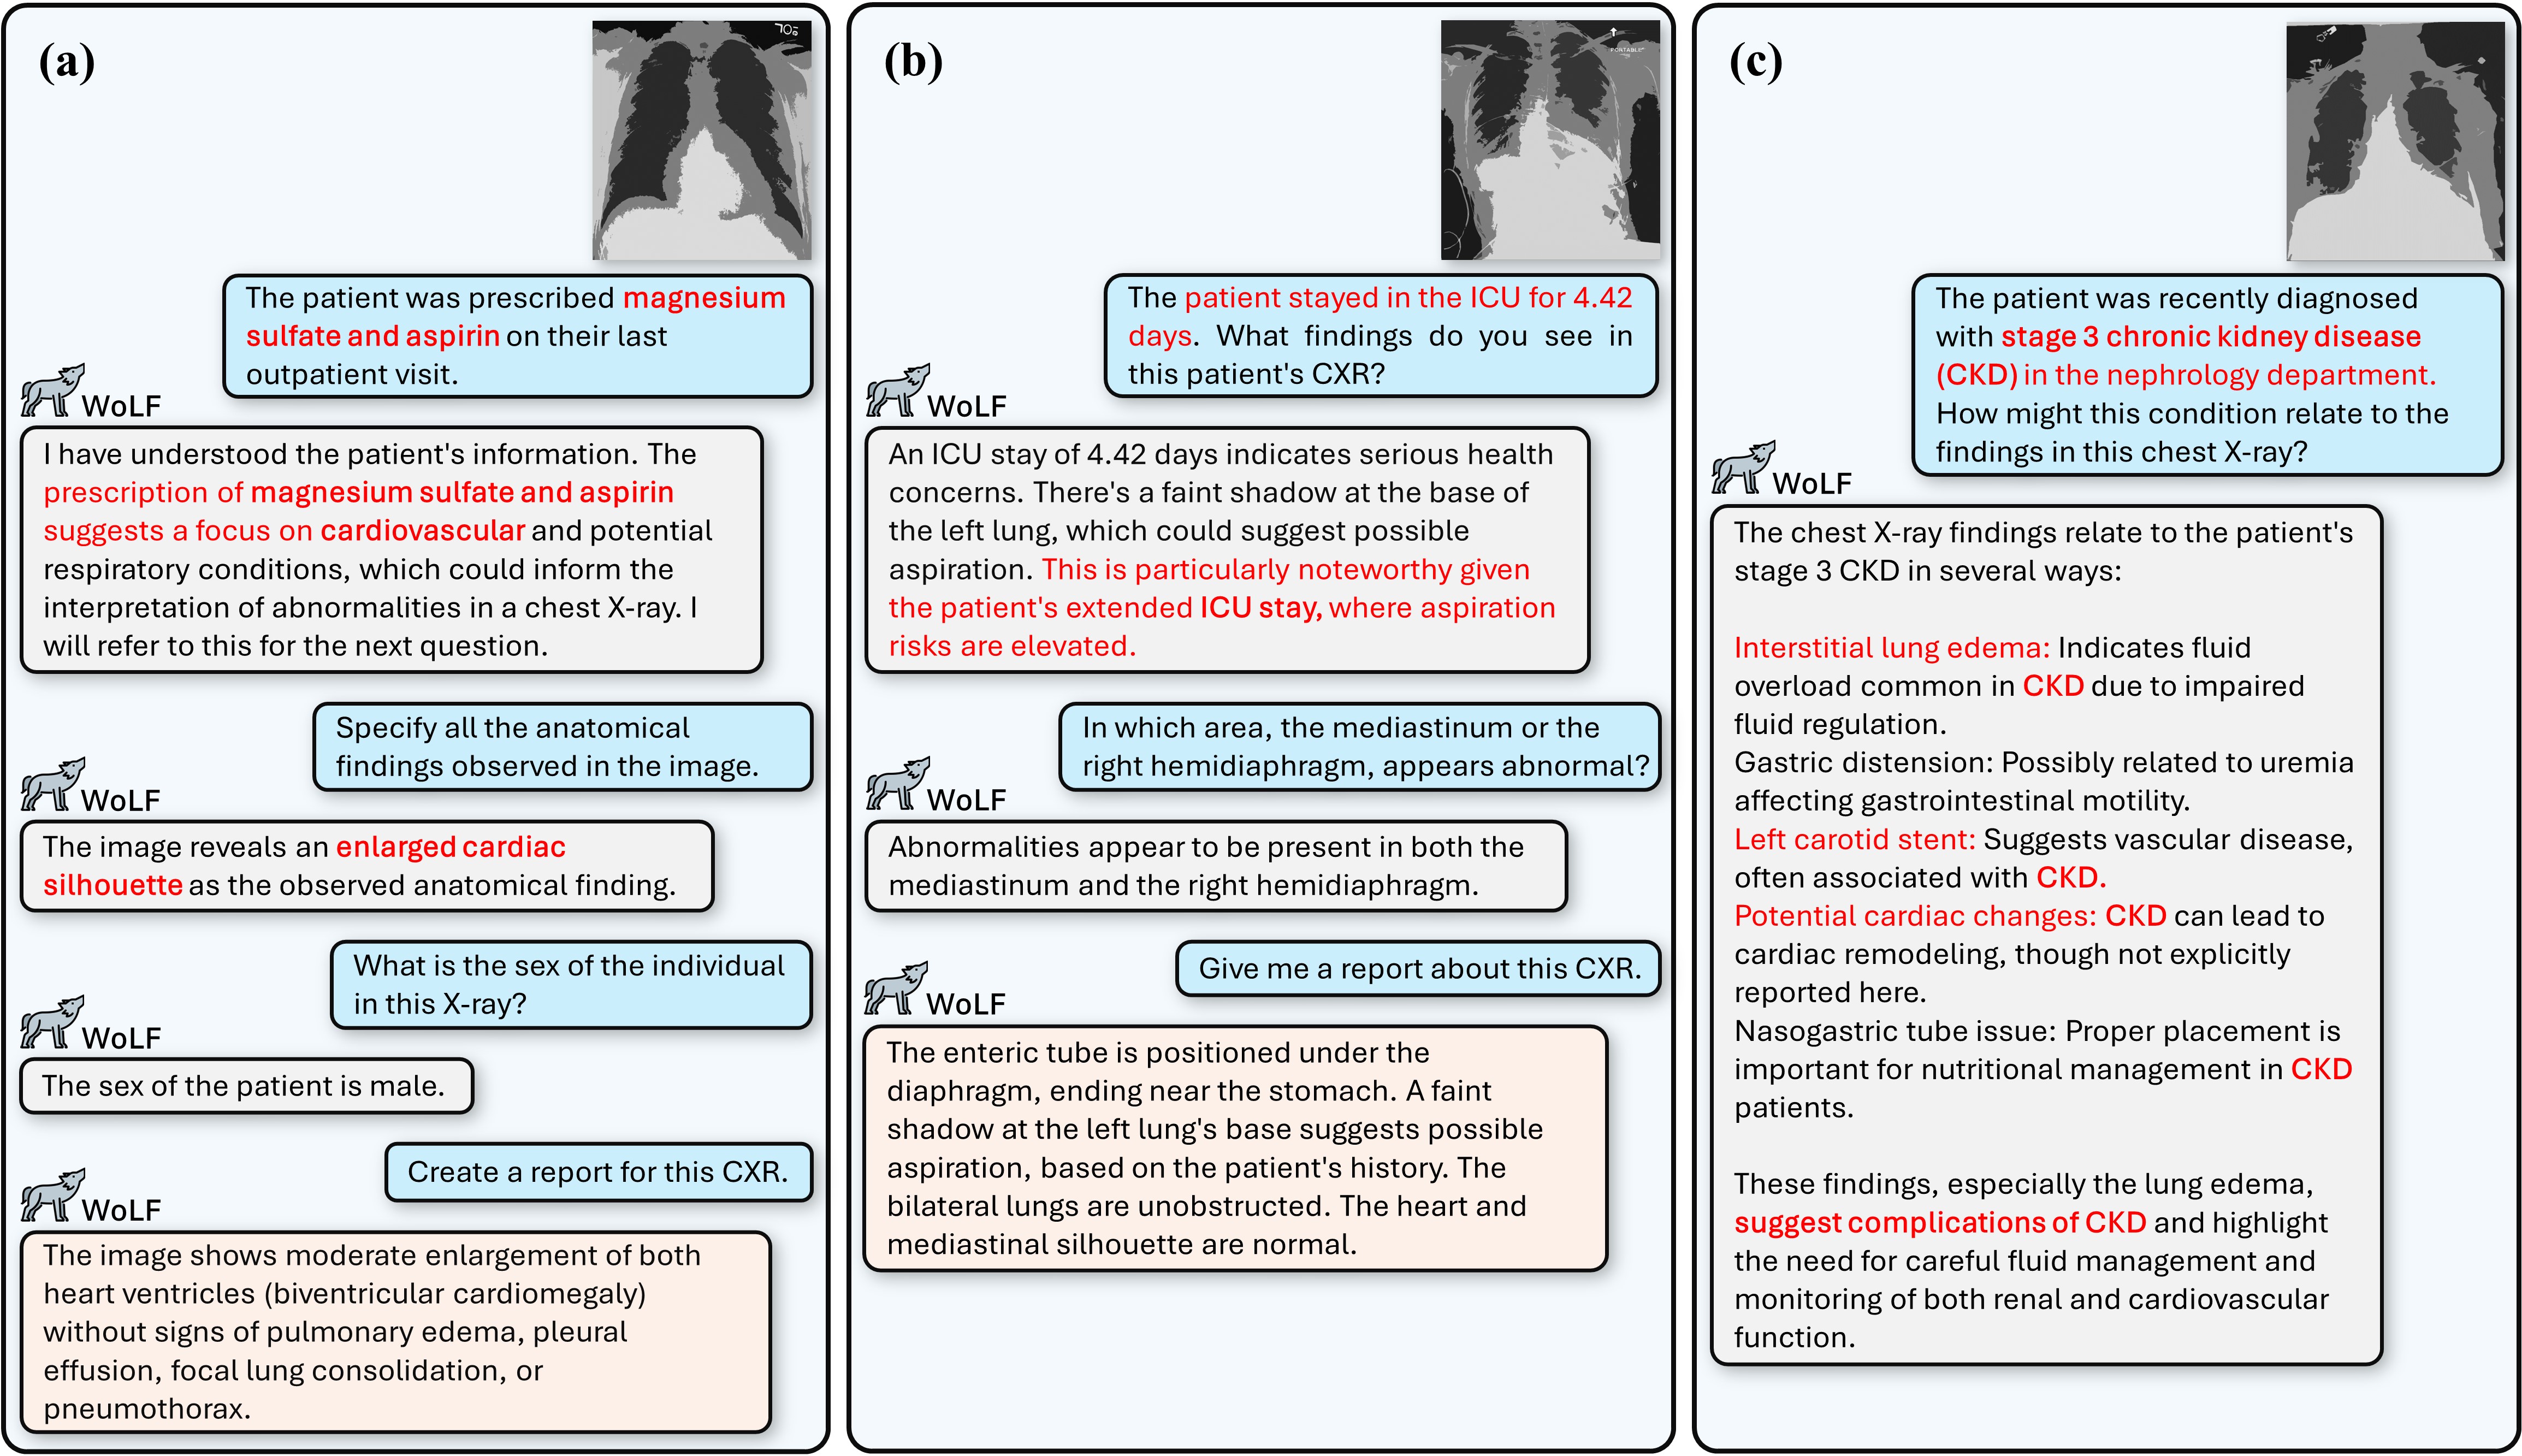 (a)
The patient was prescribed magnesium
sulfate and aspirin on their last
outpatient visit.
WoLF
I have understood the patient's information. The
prescription of magnesium sulfate and aspirin
suggests a focus on cardiovascular and potential
respiratory conditions, which could inform the
interpretation of abnormalities in a chest X-ray. I
will refer to this for the next question.
Specify all the anatomical
findings observed in the image.
WoLF
The image reveals an enlarged cardiac
silhouette as the observed anatomical finding.
What is the sex of the individual
in this X-ray?
WoLF
The sex of the patient is male.
Create a report for this CXR.
WoLF
The image shows moderate enlargement of both
heart ventricles (biventricular cardiomegaly)
without signs of pulmonary edema, pleural
effusion, focal lung consolidation, or
pneumothorax.
(b)
PORTABLE
The patient stayed in the ICU for 4.42
days. What findings do you see in
this patient's CXR?
WoLF
An ICU stay of 4.42 days indicates serious health
concerns. There's a faint shadow at the base of
the left lung, which could suggest possible
aspiration. This is particularly noteworthy given
the patient's extended ICU stay, where aspiration
risks are elevated.
In which area, the mediastinum or the
right hemidiaphragm, appears abnormal?
WoLF
Abnormalities appear to be present in both the
mediastinum and the right hemidiaphragm.
Give me a report about this CXR.
WoLF
The enteric tube is positioned under the
diaphragm, ending near the stomach. A faint
shadow at the left lung's base suggests possible
aspiration, based on the patient's history. The
bilateral lungs are unobstructed. The heart and
mediastinal silhouette are normal.
(c)
The patient was recently diagnosed
with stage 3 chronic kidney disease
(CKD) in the nephrology department.
How might this condition relate to the
findings in this chest X-ray?
WoLF
The chest X-ray findings relate to the patient's
stage 3 CKD in several ways:
Interstitial lung edema: Indicates fluid
overload common in CKD due to impaired
fluid regulation.
Gastric distension: Possibly related to uremia
affecting gastrointestinal motility.
Left carotid stent: Suggests vascular disease,
often associated with CKD.
Potential cardiac changes: CKD can lead to
cardiac remodeling, though not explicitly
reported here.
Nasogastric tube issue: Proper placement is
important for nutritional management in CKD
patients.
These findings, especially the lung edema,
suggest complications of CKD and highlight
the need for careful fluid management and
monitoring of both renal and cardiovascular
function.